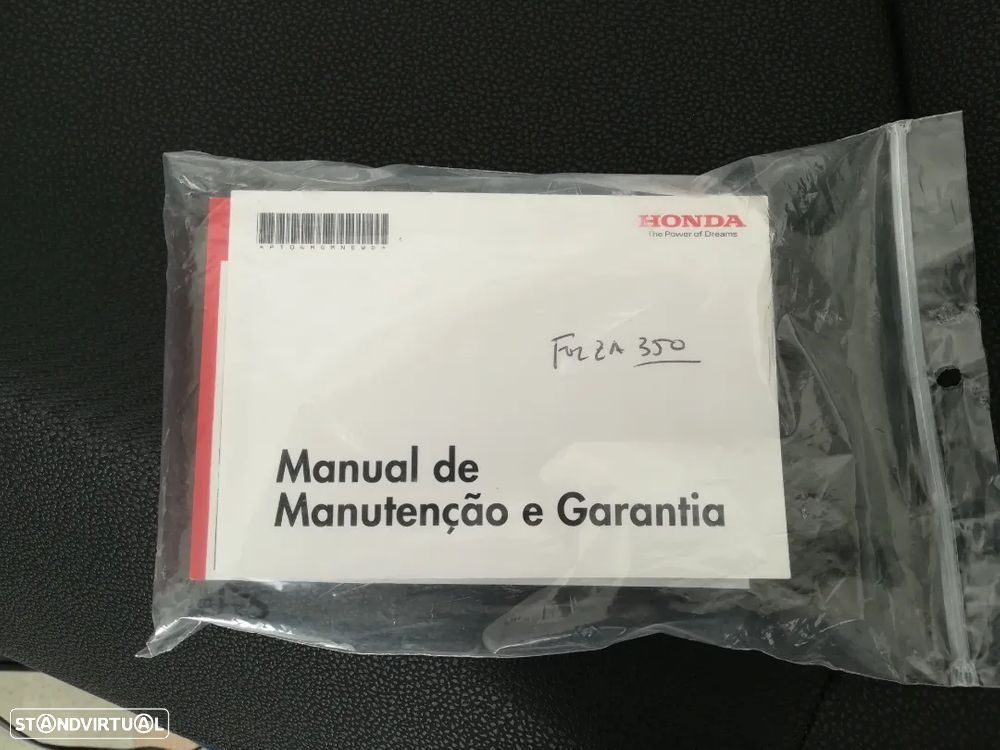 HONDA
The Power of Dreams
FORZA 350
Manual de
Manutenção e Garantia
STANDVIRTUAL